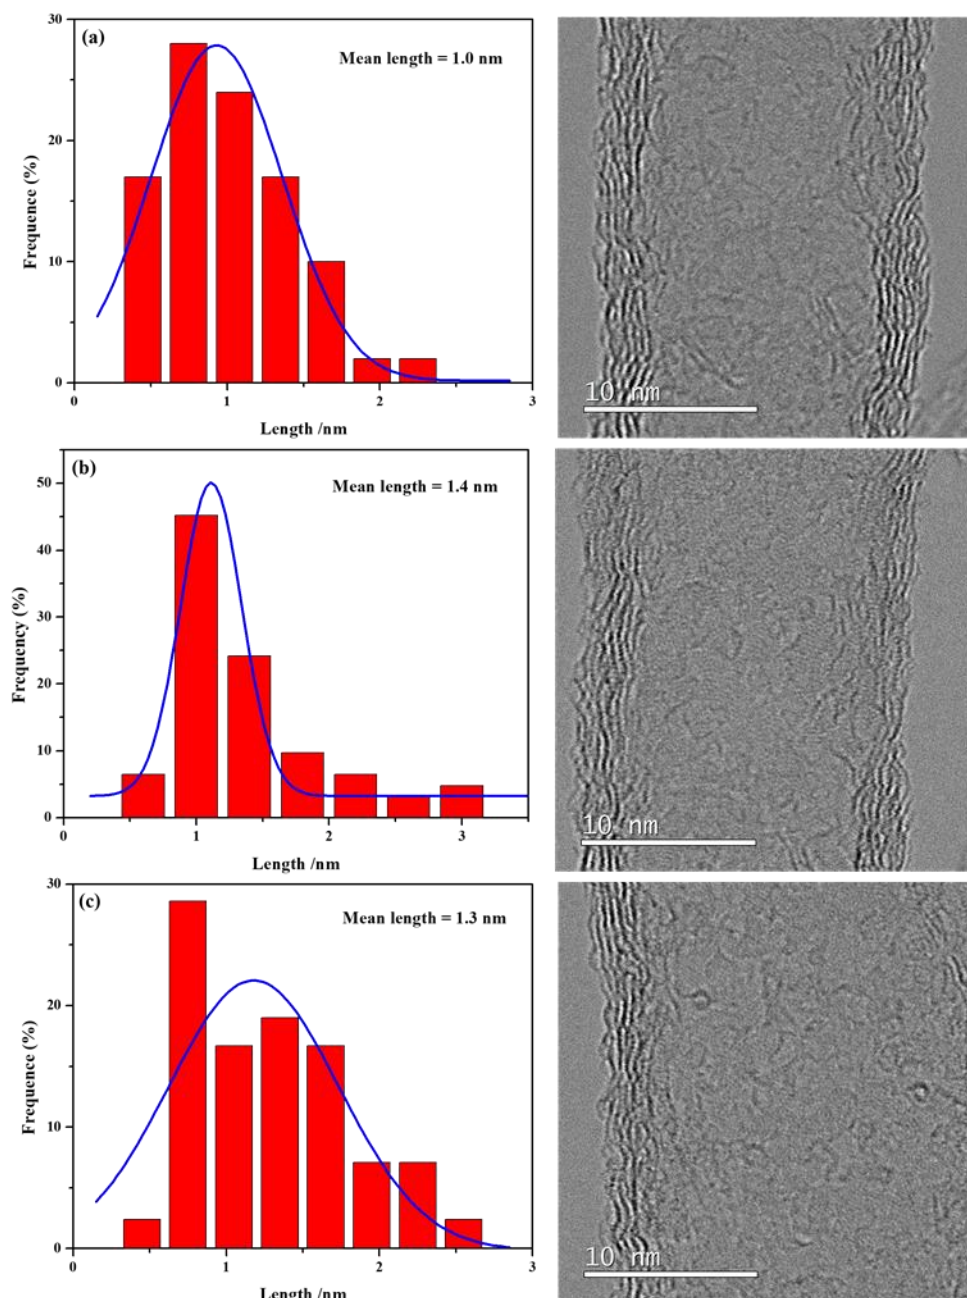 (a)
Mean length = 1.0 nm
30
20
10
0
Frequence (%)
0 1 2 3
Length /nm
10 nm
(b)
Mean length = 1.4 nm
50
40
30
20
10
0
Frequency (%)
0 1 2 3
Length /nm
10 nm
(c)
Mean length = 1.3 nm
30
20
10
0
Frequence (%)
0 1 2 3
Length /nm
10 nm